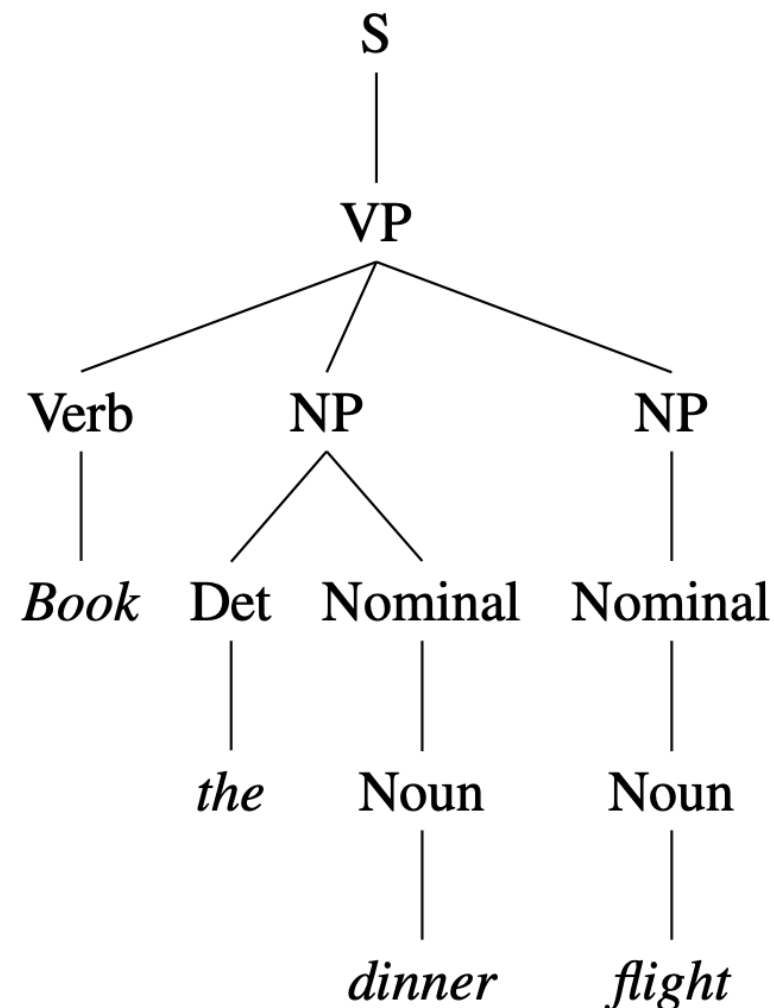 S
VP
Verb NP NP
Book Det Nominal Nominal
the Noun Noun
dinner flight